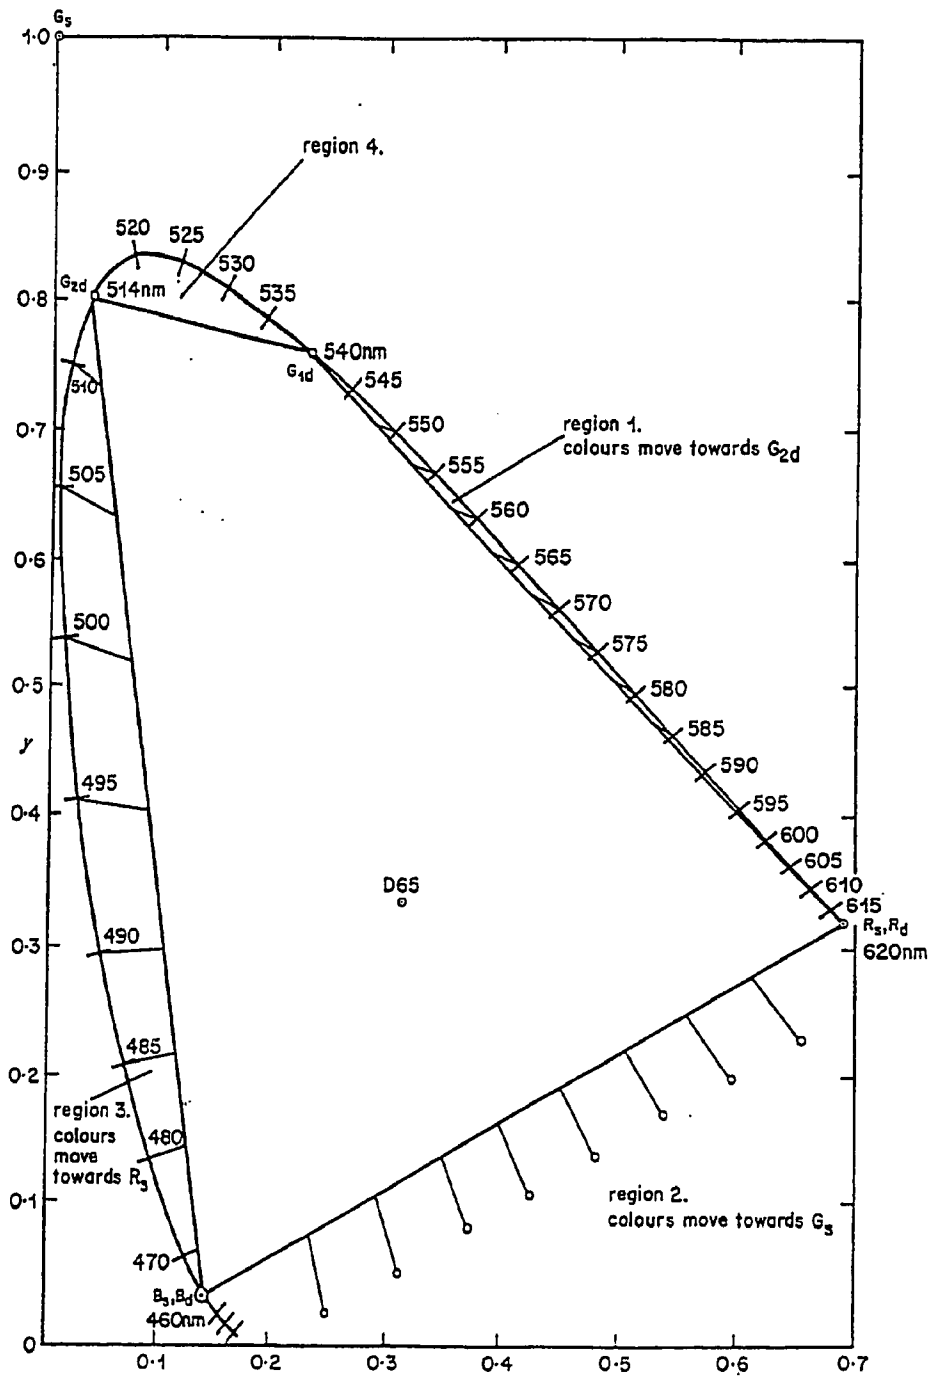 Gs
1.0
region 4.
0.9
520
525
530
535
G2d
514nm
0.8
540nm
G1d
545
510
550
0.7
region 1.
colours move towards G2d
555
505
560
565
0.6
570
500
575
580
0.5
585
y
590
495
595
0.4
600
605
D65
610
615
Rs,Rd
490
620nm
0.3
485
0.2
region 3.
colours
move
towards Rs
480
region 2.
colours move towards Gs
0.1
470
Bs,Bd
460nm
0
0.1
0.2
0.3
0.4
0.5
0.6
0.7